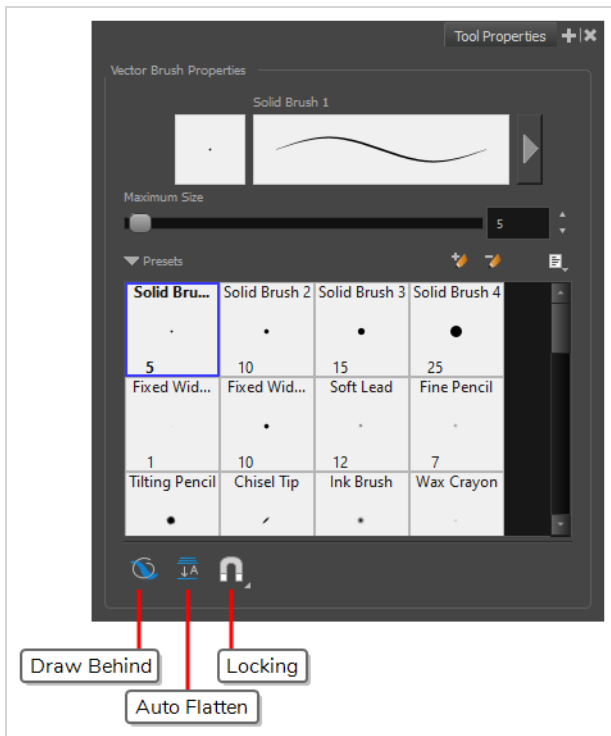 Tool Properties
Vector Brush Properties
Solid Brush 1
Maximum Size
5
Presets
Solid Bru... Solid Brush 2 Solid Brush 3 Solid Brush 4
5 10 15 25
Fixed Wid... Fixed Wid... Soft Lead Fine Pencil
1 10 12 7
Tilting Pencil Chisel Tip Ink Brush Wax Crayon
A
Draw Behind Locking
Auto Flatten